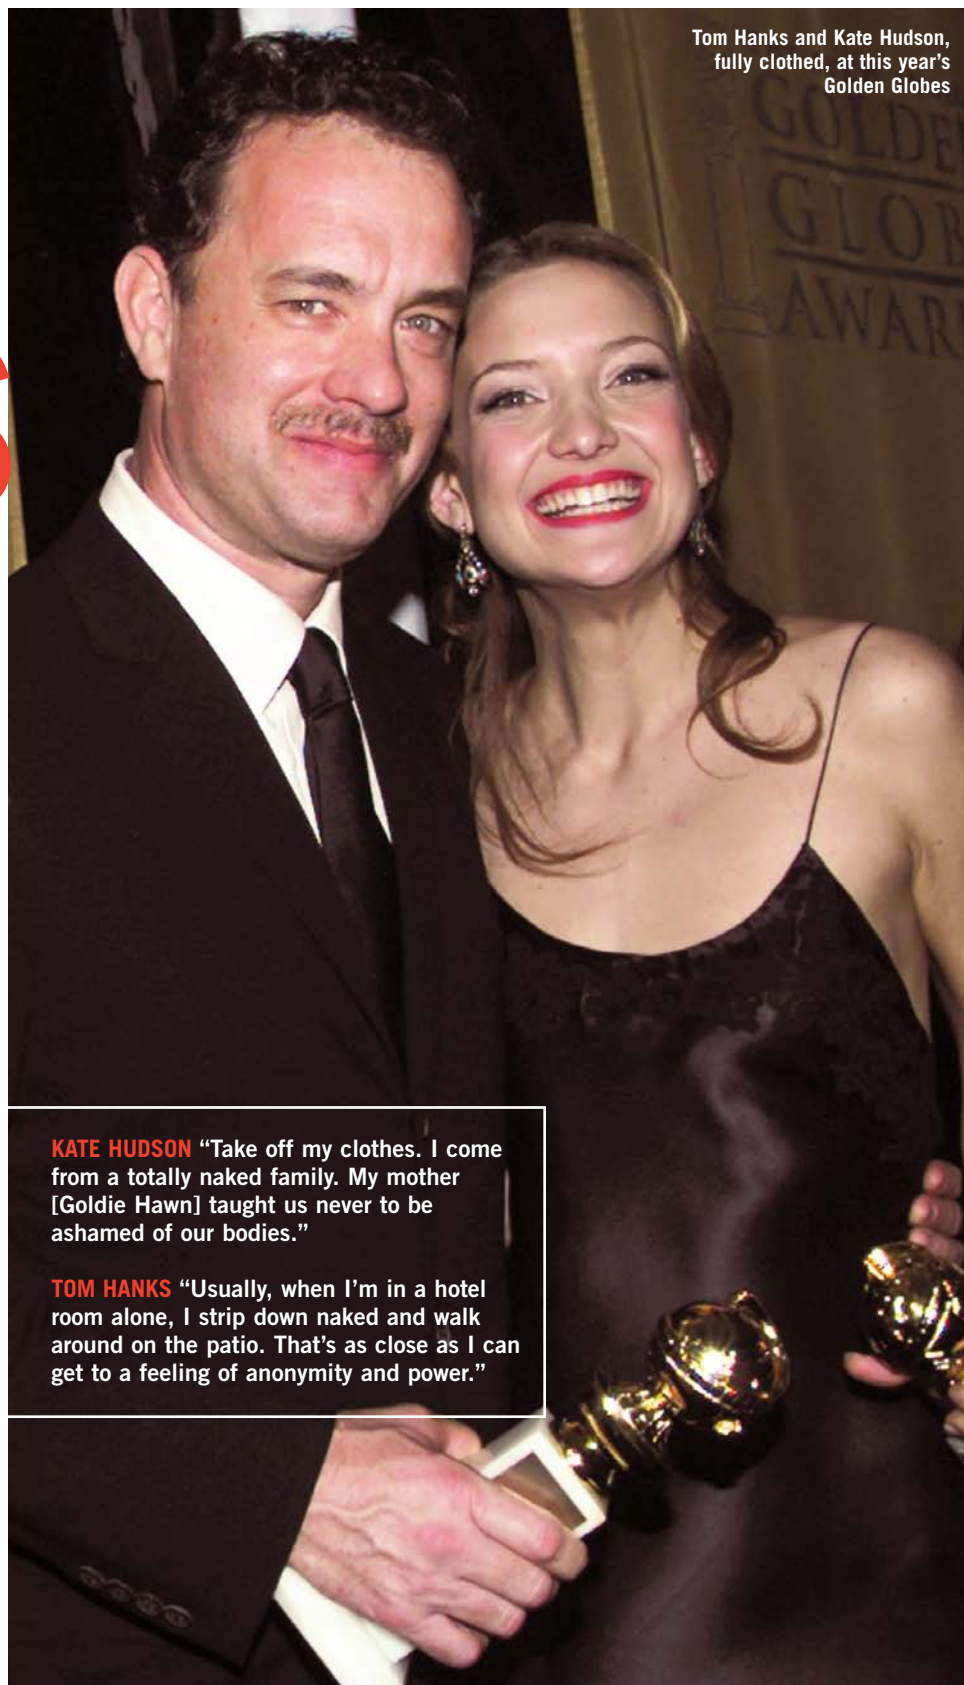 Tom Hanks and Kate Hudson,
fully clothed, at this year’s
Golden Globes
GOLDE
GLOB
AWAR
KATE HUDSON “Take off my clothes. I come
from a totally naked family. My mother
[Goldie Hawn] taught us never to be
ashamed of our bodies.”
TOM HANKS “Usually, when I’m in a hotel
room alone, I strip down naked and walk
around on the patio. That’s as close as I can
get to a feeling of anonymity and power.”